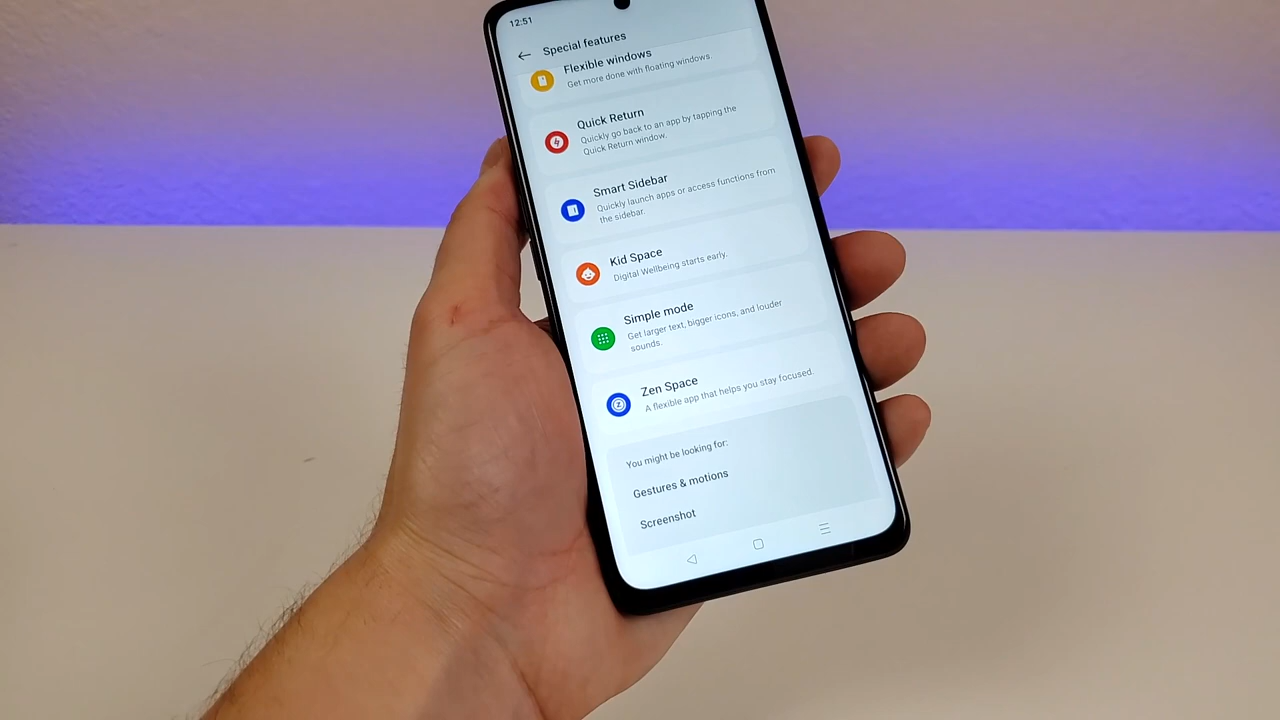 12:51
Special features
Flexible windows
Get more done with floating windows.
Quick Return
Quickly go back to an app by tapping the
Quick Return window.
Smart Sidebar
Quickly launch apps or access functions from
the sidebar.
Kid Space
Digital Wellbeing starts early.
Simple mode
Get larger text, bigger icons, and louder
sounds.
Zen Space
A flexible app that helps you stay focused.
You might be looking for:
Gestures & motions
Screenshot